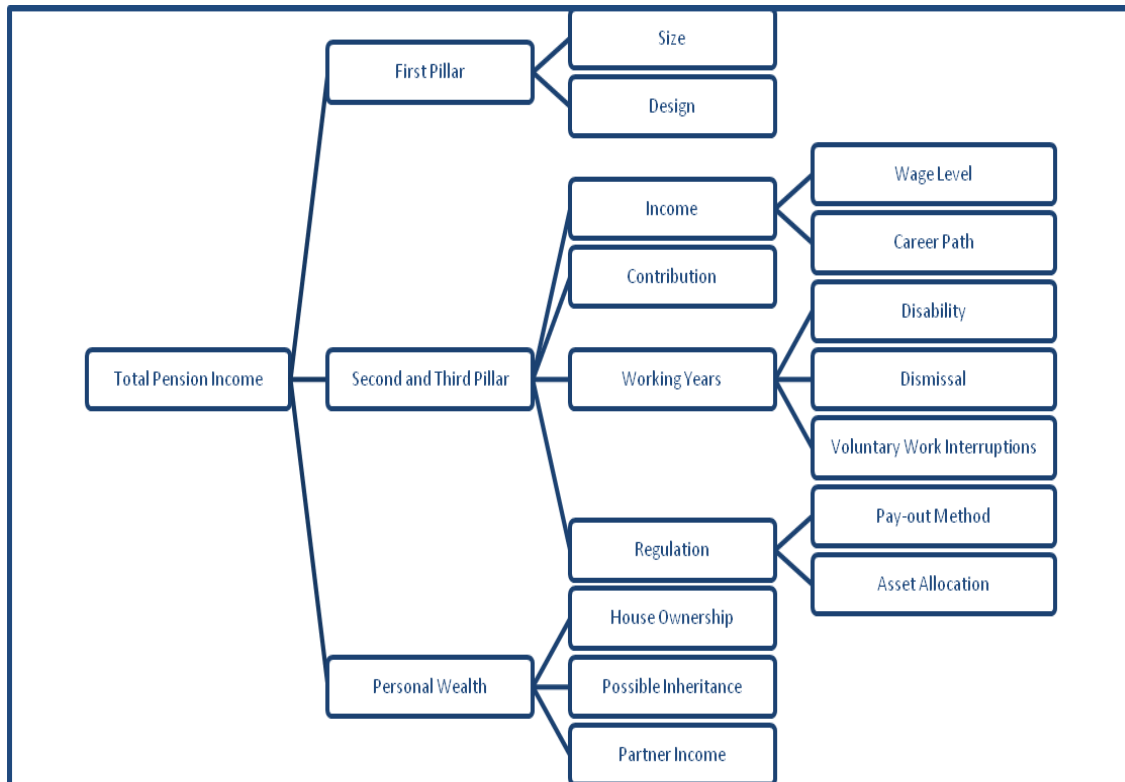 Total Pension Income
First Pillar
Size
Design
Second and Third Pillar
Income
Wage Level
Career Path
Contribution
Working Years
Disability
Dismissal
Voluntary Work Interruptions
Regulation
Pay-out Method
Asset Allocation
Personal Wealth
House Ownership
Possible Inheritance
Partner Income